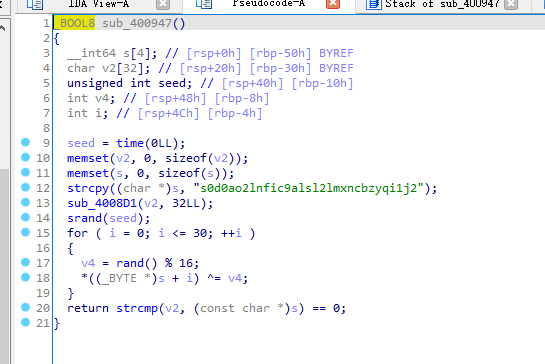 IDA View-A Pseudocode-A Stack of sub_400947
1 _BOOL8 sub_400947()
2 {
3 __int64 s[4]; // [rsp+0h] [rbp-50h] BYREF
4 char v2[32]; // [rsp+20h] [rbp-30h] BYREF
5 unsigned int seed; // [rsp+40h] [rbp-10h]
6 int v4; // [rsp+48h] [rbp-8h]
7 int i; // [rsp+4Ch] [rbp-4h]
8
9 seed = time(0LL);
10 memset(v2, 0, sizeof(v2));
11 memset(s, 0, sizeof(s));
12 strcpy((char *)s, "s0d0ao2lnfic9alsl2lmxncbzyqi1j2");
13 sub_4008D1(v2, 32LL);
14 srand(seed);
15 for ( i = 0; i <= 30; ++i )
16 {
17 v4 = rand() % 16;
18 *((_BYTE *)s + i) ^= v4;
19 }
20 return strcmp(v2, (const char *)s) == 0;
21 }